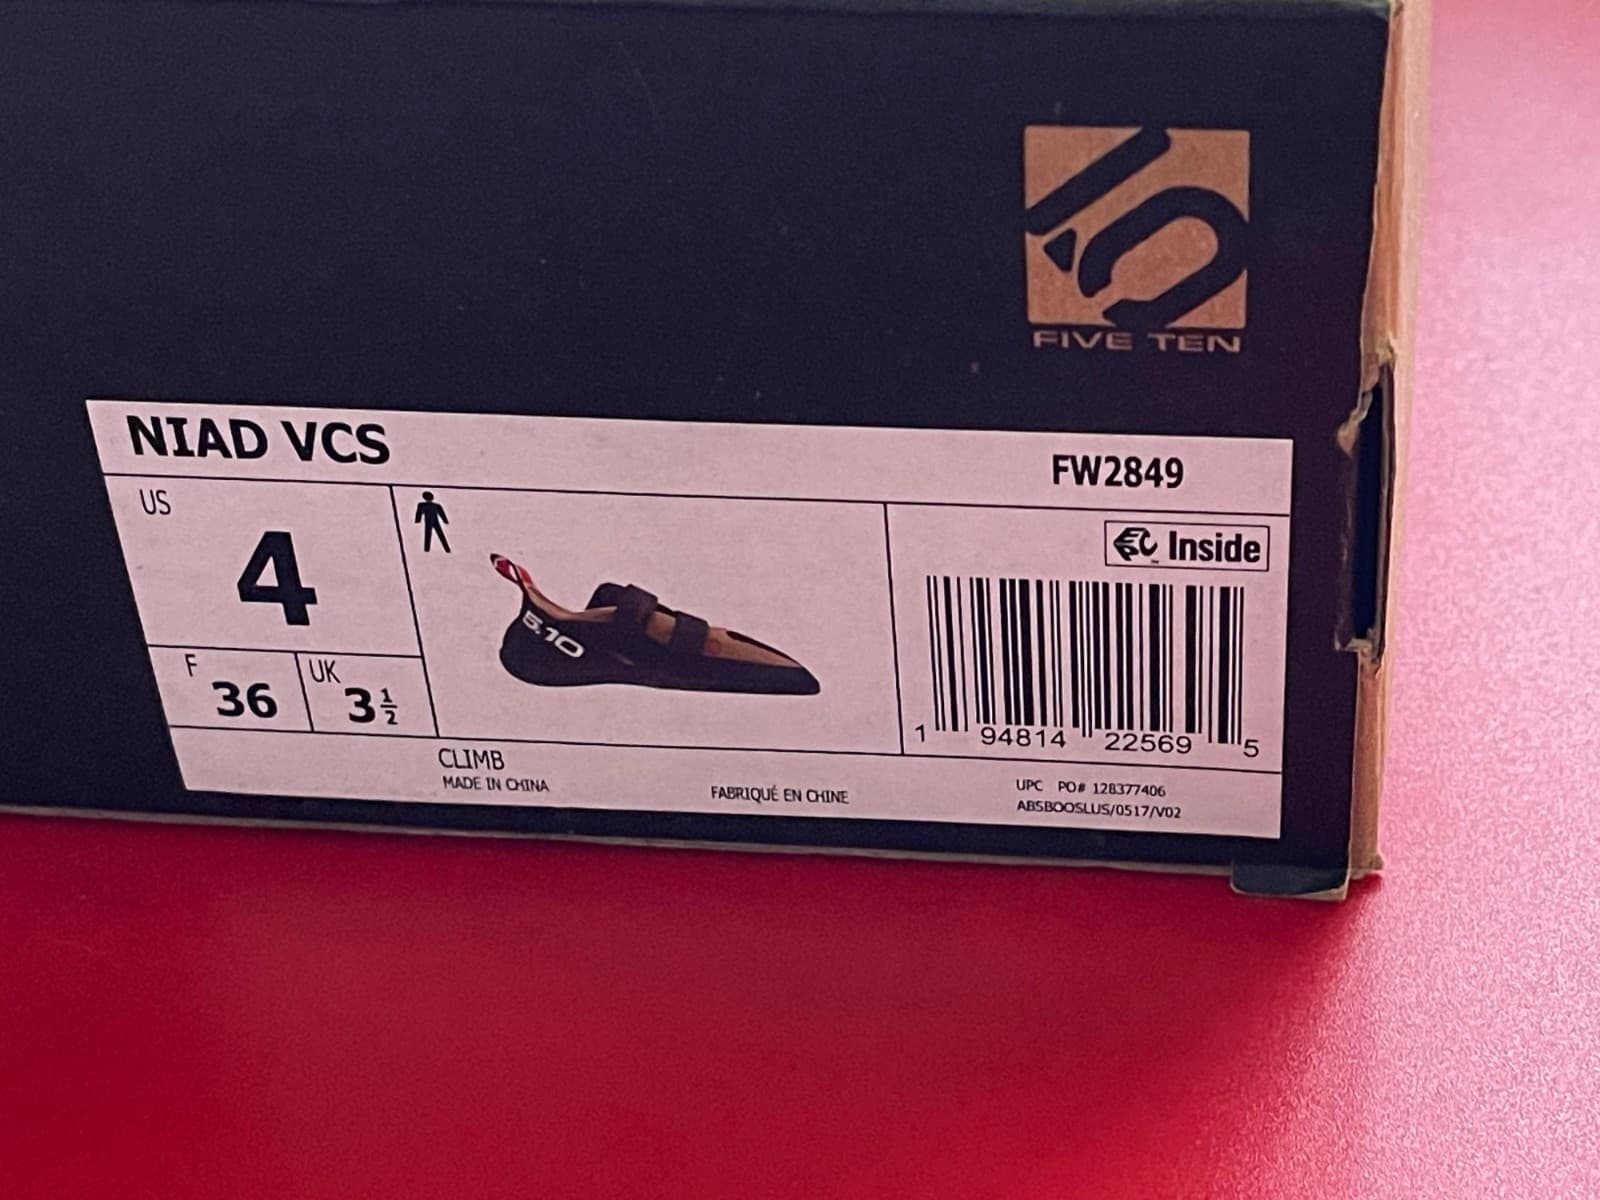 FIVE TEN
NIAD VCS
FW2849
US
4
F
36
UK
3½
5.10
Inside
1 94814 22569 5
CLIMB
MADE IN CHINA
FABRIQUÉ EN CHINE
UPC PO# 128377406
ABSBOOSLUS/0517/V02